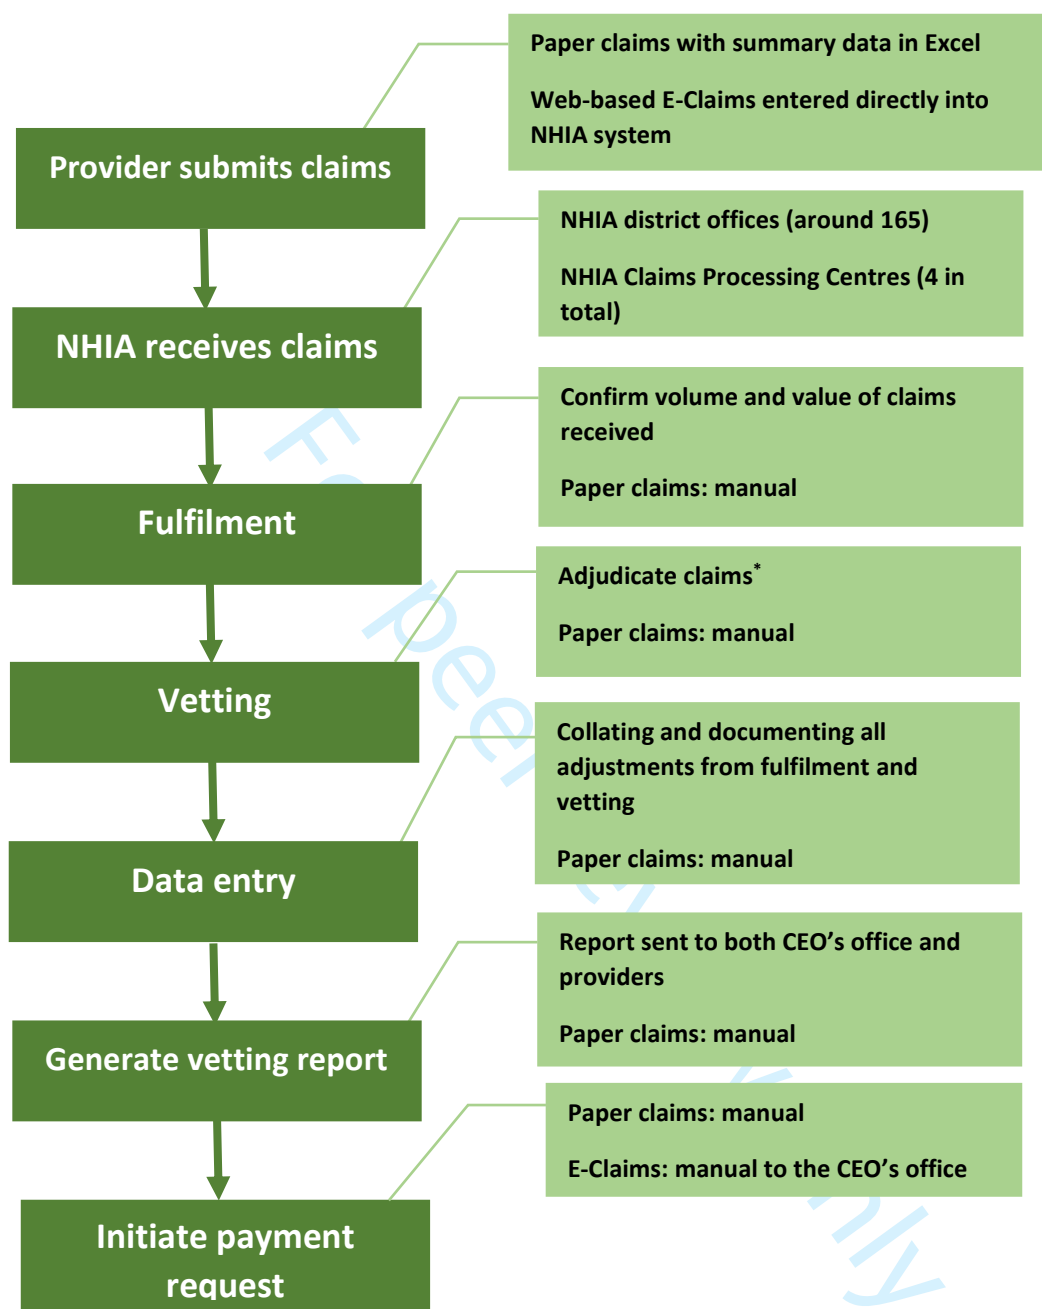 Paper claims with summary data in Excel
Web-based E-Claims entered directly into
NHIA system
Provider submits claims
NHIA district offices (around 165)
NHIA Claims Processing Centres (4 in
total)
NHIA receives claims
Confirm volume and value of claims
received
Paper claims: manual
Fulfilment
Adjudicate claims*
Paper claims: manual
Vetting
Collating and documenting all
adjustments from fulfilment and
vetting
Paper claims: manual
Data entry
Report sent to both CEO’s office and
providers
Paper claims: manual
Generate vetting report
Paper claims: manual
E-Claims: manual to the CEO’s office
Initiate payment
request
peer